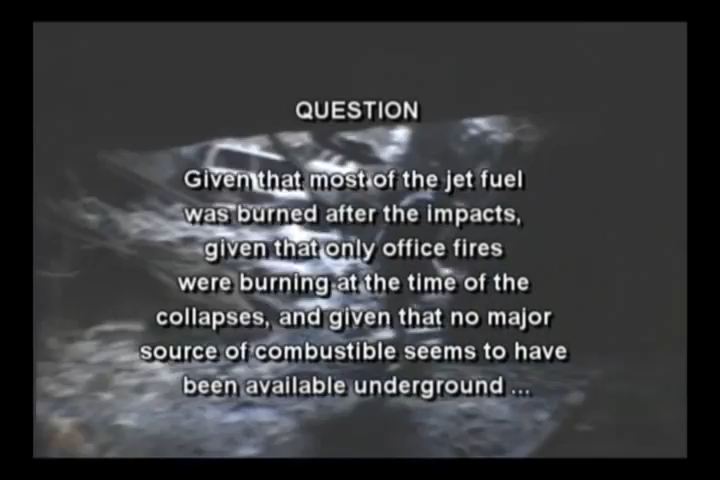 QUESTION
Given that most of the jet fuel
was burned after the impacts,
given that only office fires
were burning at the time of the
collapses, and given that no major
source of combustible seems to have
been available underground ...